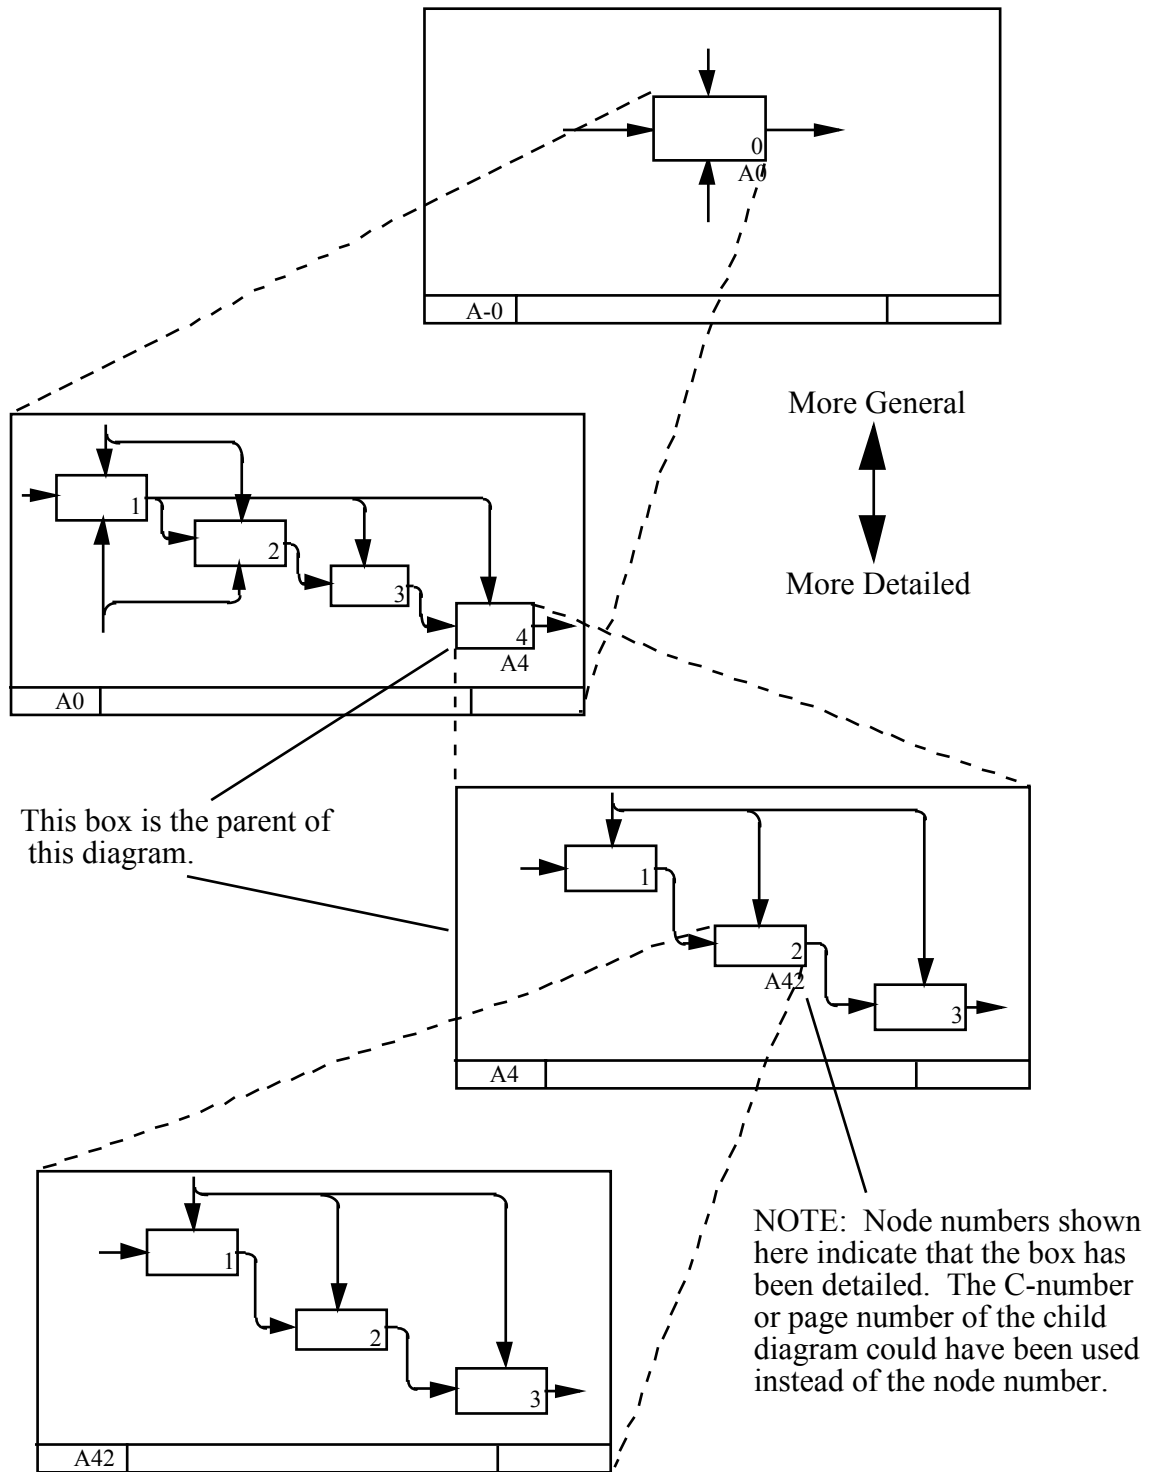 0
A0
A-0
More General
More Detailed
1
2
3
4
A4
A0
This box is the parent of
this diagram.
1
2
A42
3
A4
NOTE:  Node numbers shown
here indicate that the box has
been detailed.  The C-number
or page number of the child
diagram could have been used
instead of the node number.
1
2
3
A42